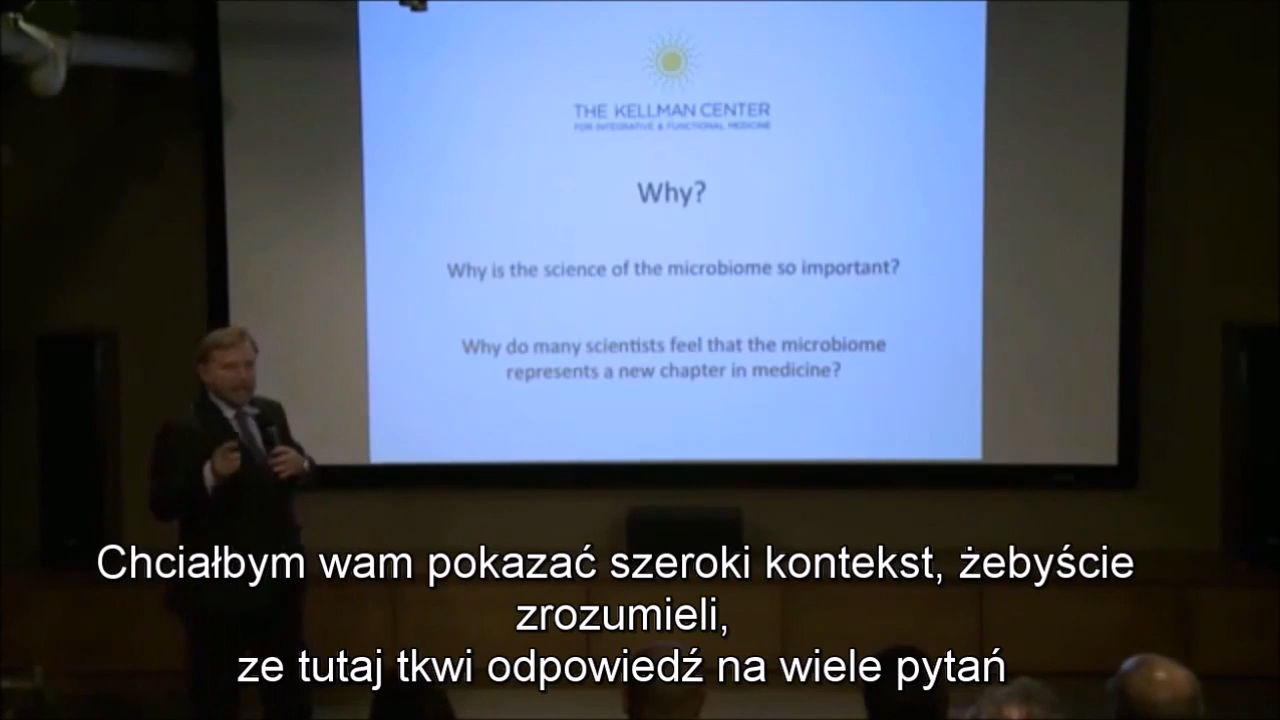 THE KELLMAN CENTER
FOR INTEGRATIVE & FUNCTIONAL MEDICINE
Why?
Why is the science of the microbiome so important?
Why do many scientists feel that the microbiome
represents a new chapter in medicine?
Chciałbym wam pokazać szeroki kontekst, żebyście
zrozumieli,
ze tutaj tkwi odpowiedź na wiele pytań